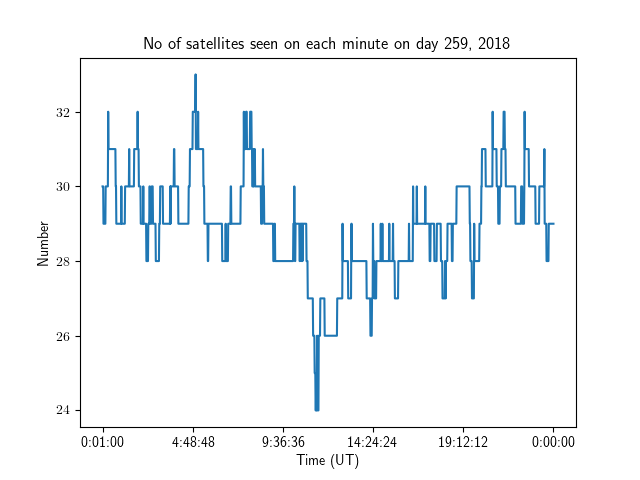 No of satellites seen on each minute on day 259, 2018
Number
32
30
28
26
24
0:01:00 4:48:48 9:36:36 14:24:24 19:12:12 0:00:00
Time (UT)